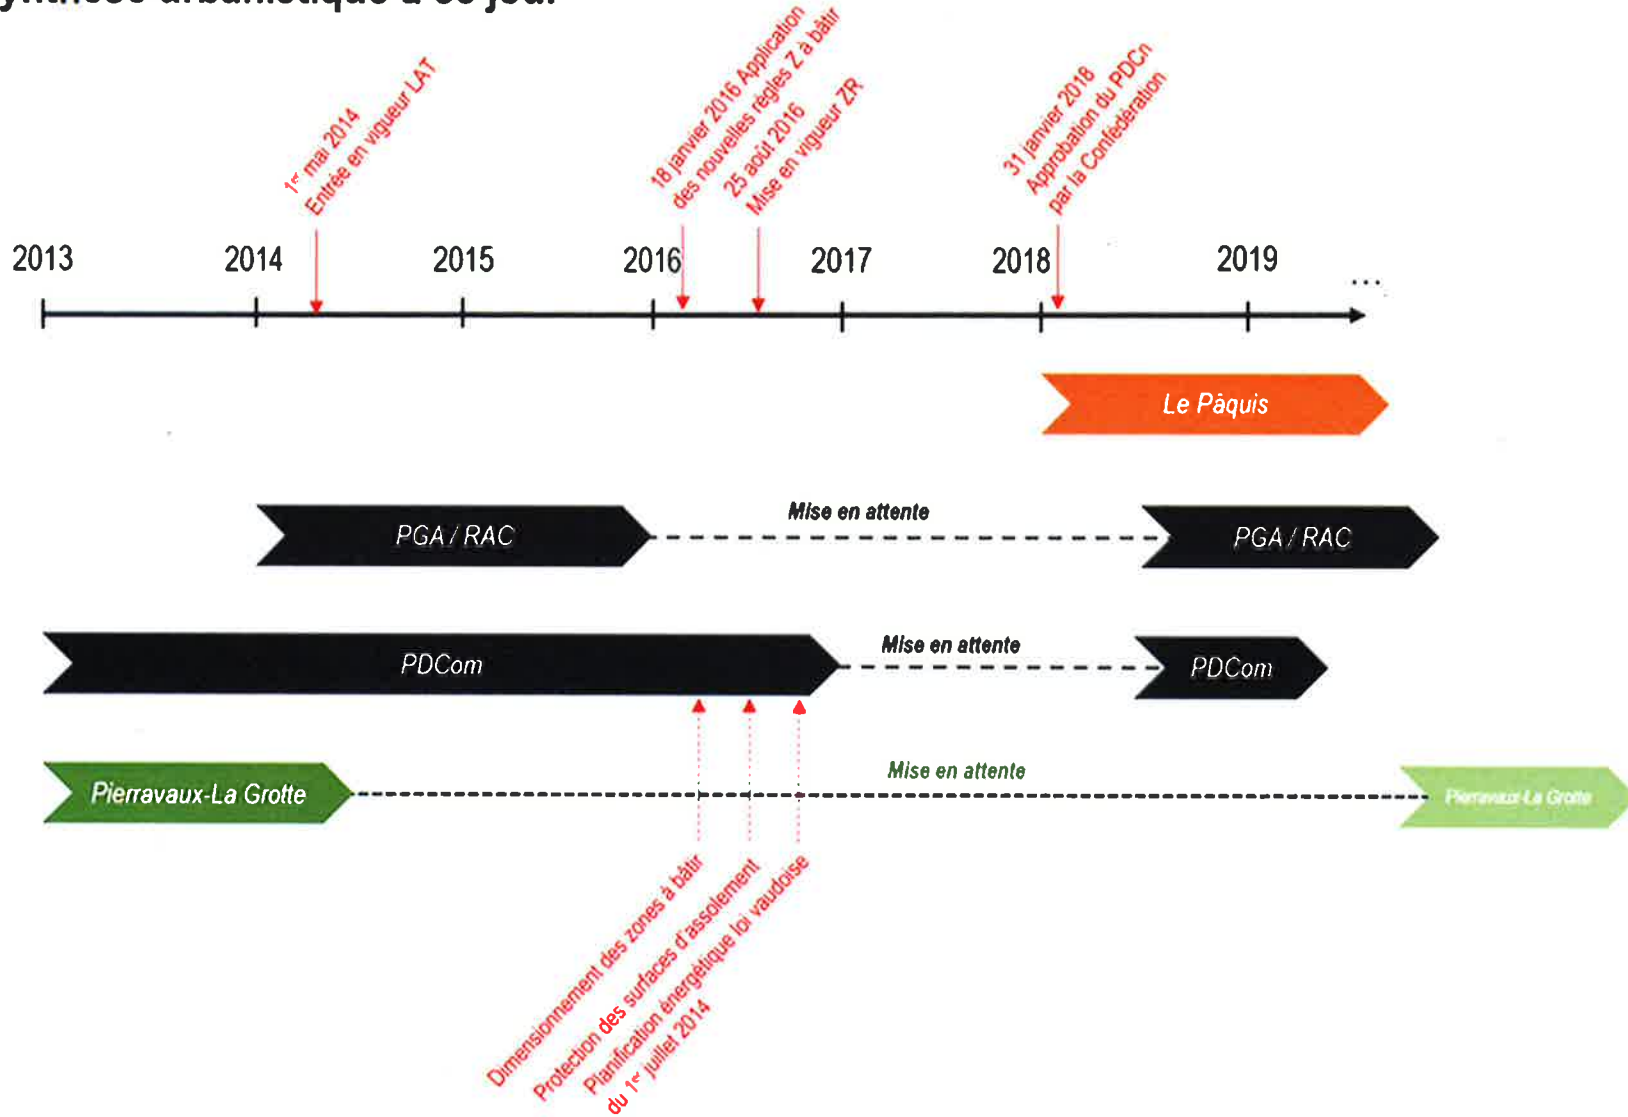 urbanistique à ce jour
1er mai 2014
Entrée en vigueur LAT
18 janvier 2016 Application
des nouvelles règles Z à bâtir
25 août 2016
Mise en vigueur ZR
31 janvier 2018
Approbation du PDCn
par la Confédération
2013
2014
2015
2016
2017
2018
2019
...
Le Pâquis
PGA / RAC
Mise en attente
PGA / RAC
PDCom
Mise en attente
PDCom
Pierravaux-La Grotte
Mise en attente
Pierravaux-La Grotte
Dimensionnement des zones à bâtir
Protection des surfaces d'assolement
Planification énergétique loi vaudoise
du 1er juillet 2014